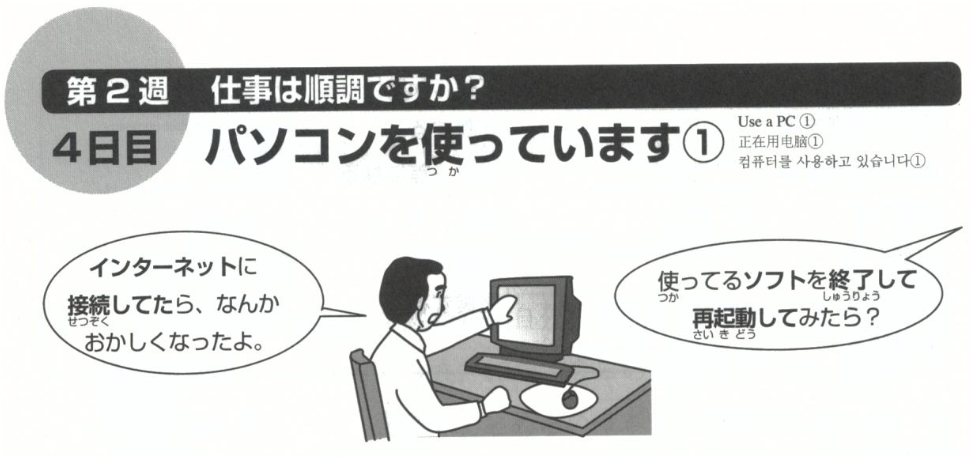 第2週 仕事は順調ですか？
4日目 パソコンを使っています①
つか
Use a PC ①
正在用电脑①
컴퓨터를 사용하고 있습니다①
インターネットに
接続してたら、なんか
せつぞく
おかしくなったよ。
使ってるソフトを終了して
つか しゅうりょう
再起動してみたら？
さいきどう